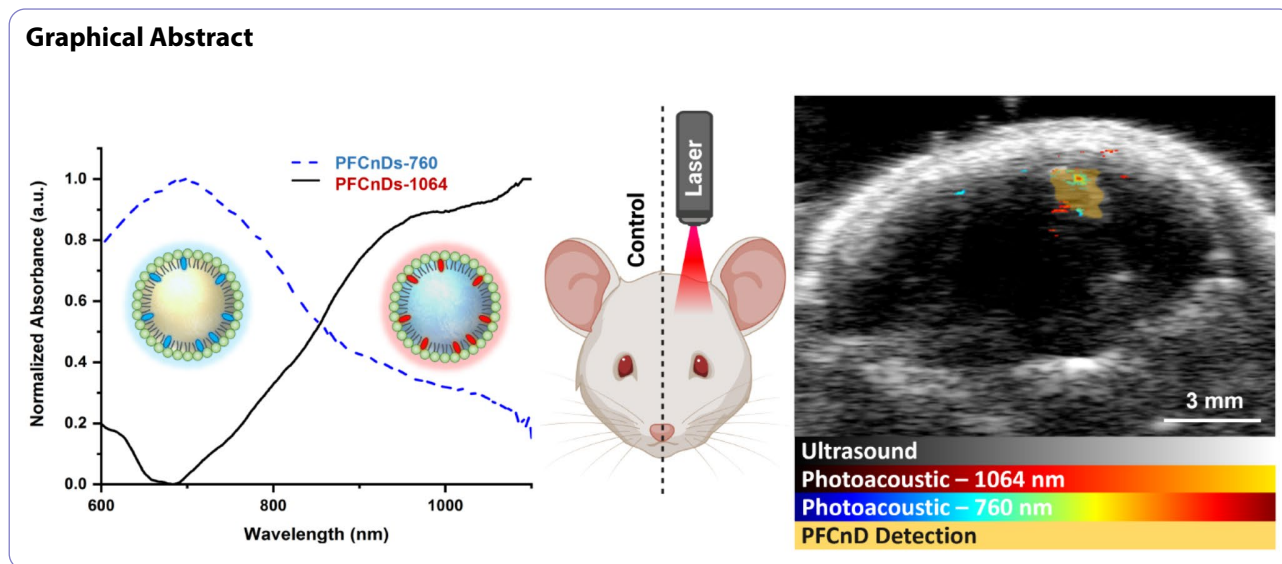 Graphical Abstract
PFCnDs-760
PFCnDs-1064
Normalized Absorbance (a.u.)
1.0
0.8
0.6
0.4
0.2
0.0
600
800
1000
Wavelength (nm)
Control
Laser
3 mm
Ultrasound
Photoacoustic – 1064 nm
Photoacoustic – 760 nm
PFCnD Detection